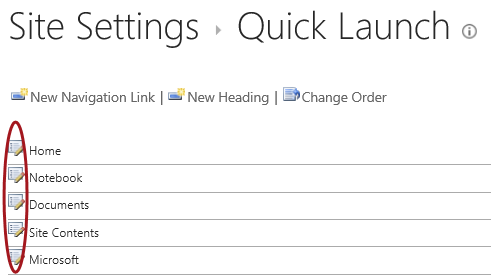 Site Settings ▸ Quick Launch
New Navigation Link | New Heading | Change Order
Home
Notebook
Documents
Site Contents
Microsoft